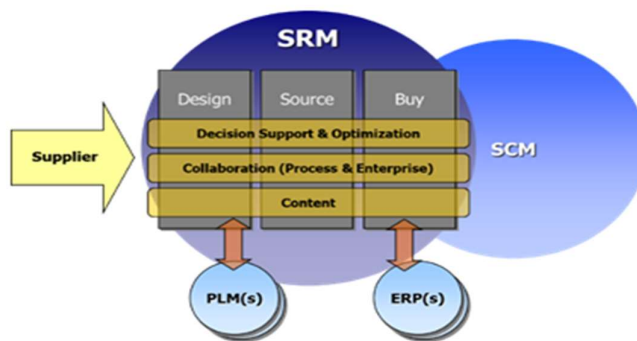 SRM
Design Source Buy
Decision Support & Optimization
Supplier
Collaboration (Process & Enterprise)
SCM
Content
PLM(s) ERP(s)